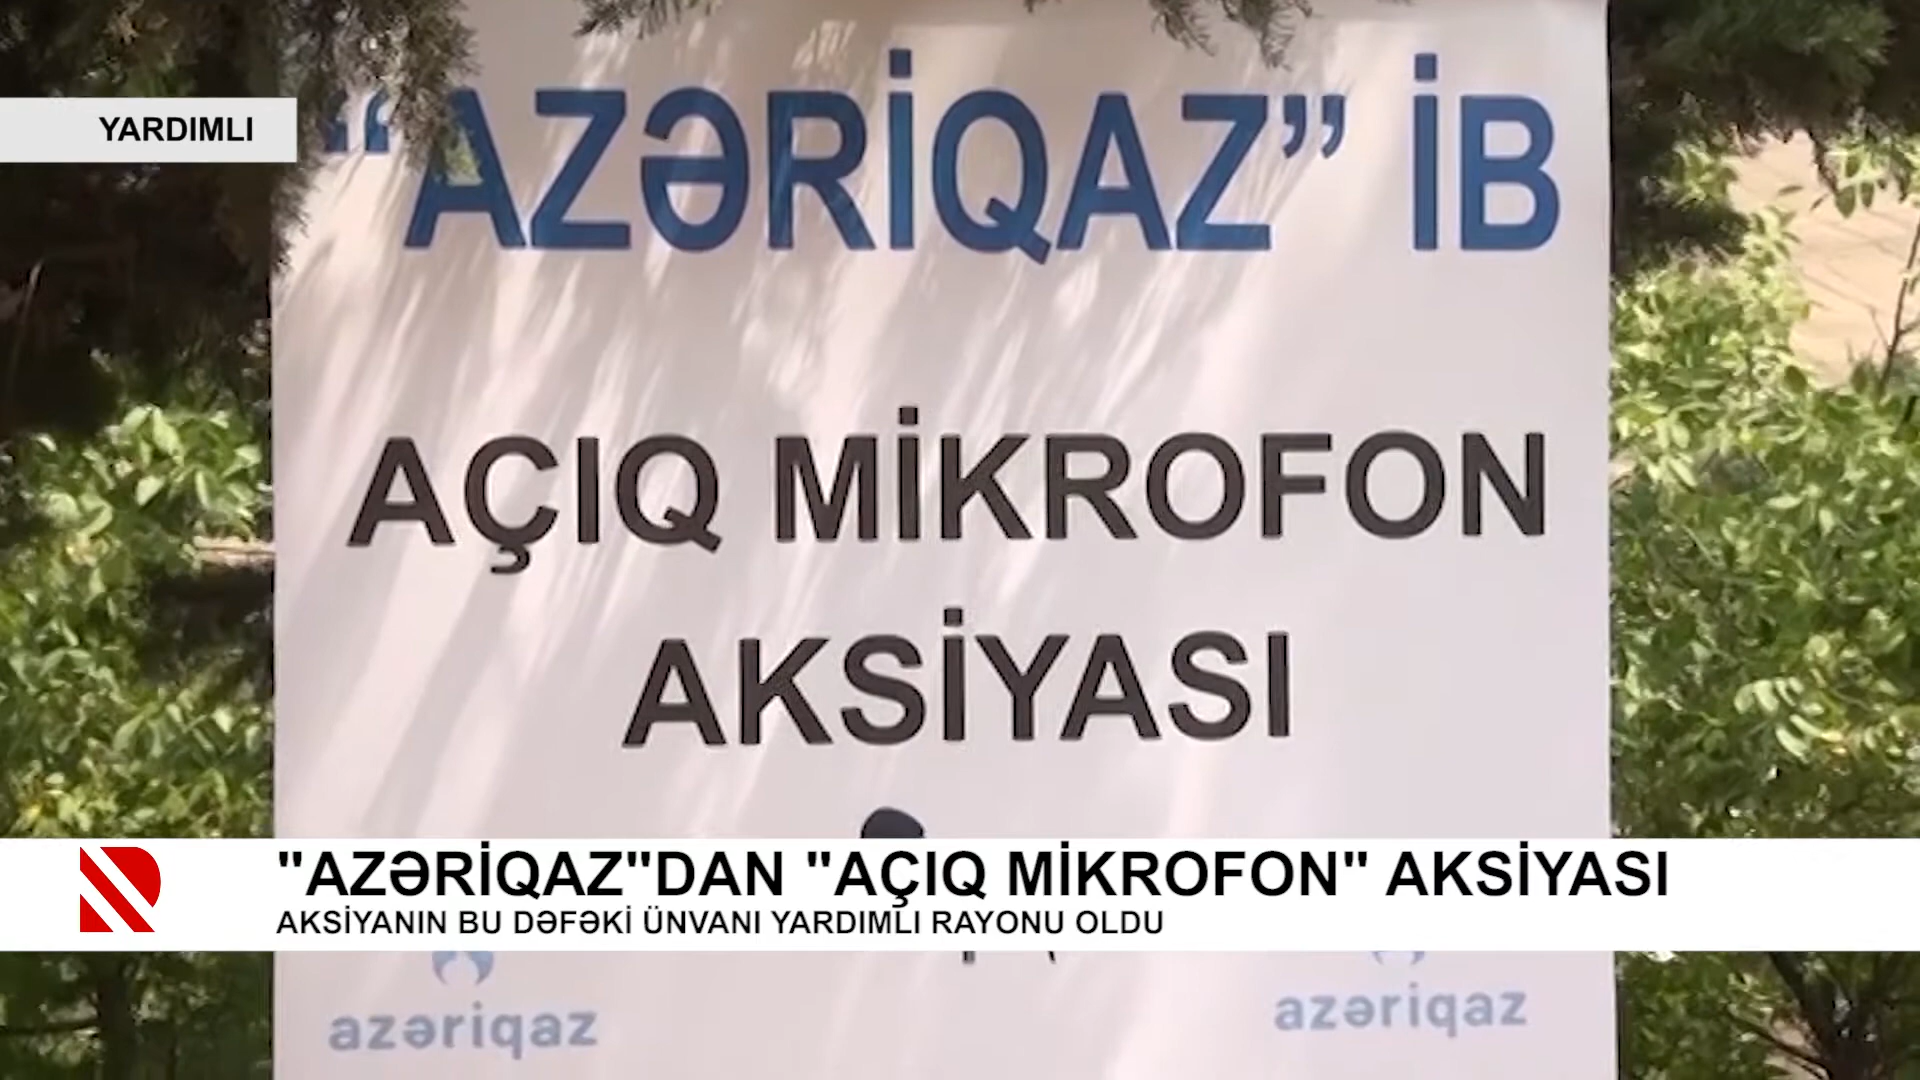 YARDIMLI
“AZƏRİQAZ” İB
AÇIQ MİKROFON
AKSİYASI
"AZƏRİQAZ"DAN "AÇIQ MİKROFON" AKSİYASI
AKSİYANIN BU DƏFƏKİ ÜNVANI YARDIMLI RAYONU OLDU
azəriqaz
azəriqaz